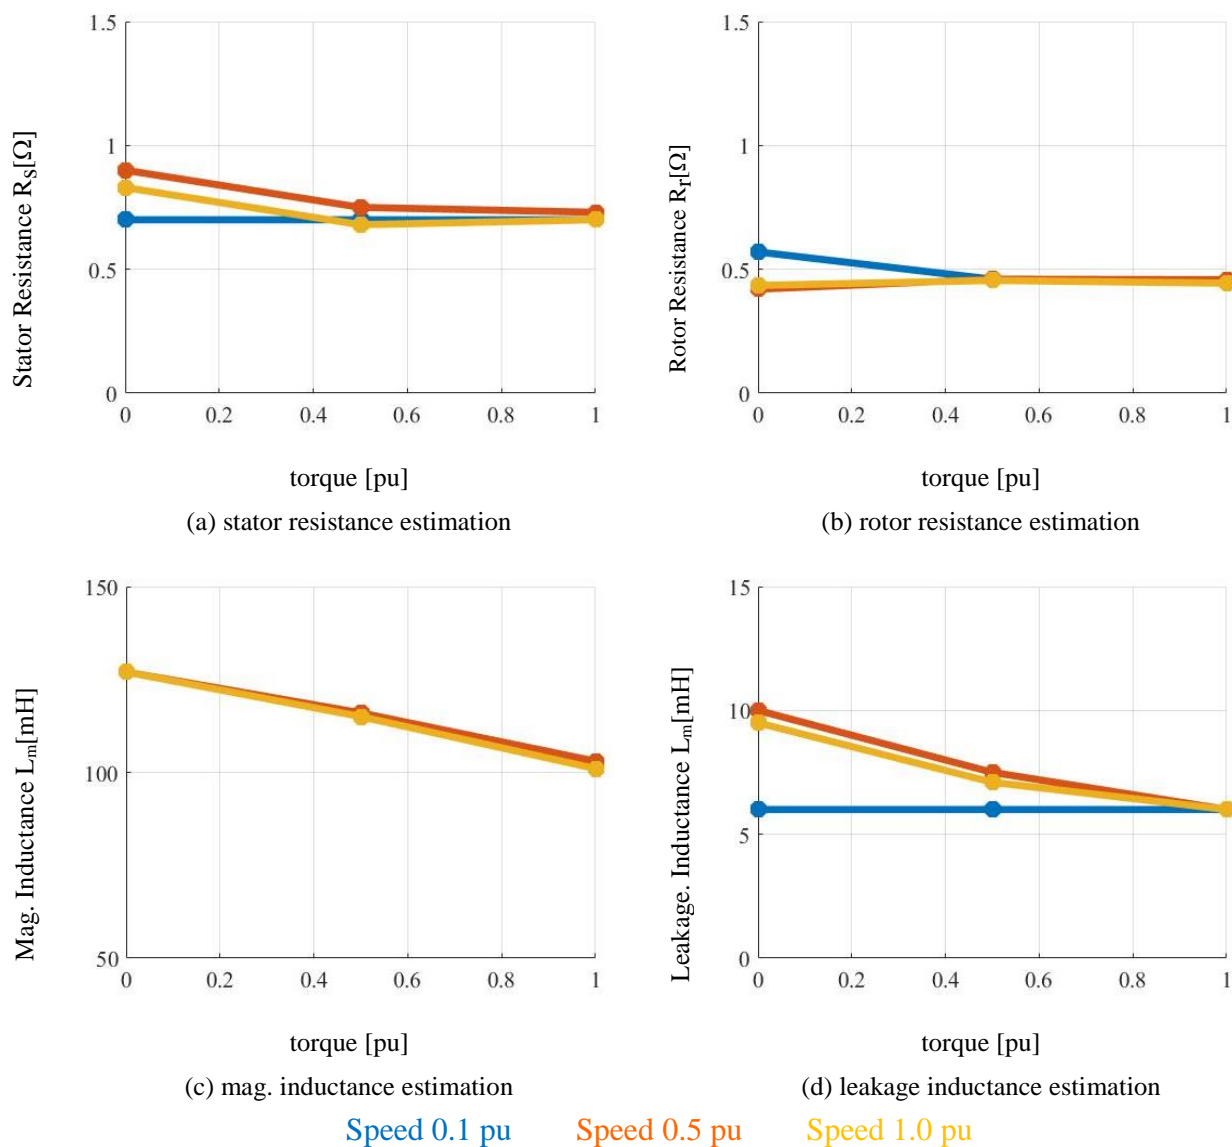 1.5
1
0.5
0
0 0.2 0.4 0.6 0.8 1
Stator Resistance Rs[Ω]
torque [pu]
(a) stator resistance estimation
1.5
1
0.5
0
0 0.2 0.4 0.6 0.8 1
Rotor Resistance Rr[Ω]
torque [pu]
(b) rotor resistance estimation
150
100
50
0 0.2 0.4 0.6 0.8 1
Mag. Inductance Lm[mH]
torque [pu]
(c) mag. inductance estimation
15
10
5
0
0 0.2 0.4 0.6 0.8 1
Leakage. Inductance Lm[mH]
torque [pu]
(d) leakage inductance estimation
Speed 0.1 pu Speed 0.5 pu Speed 1.0 pu